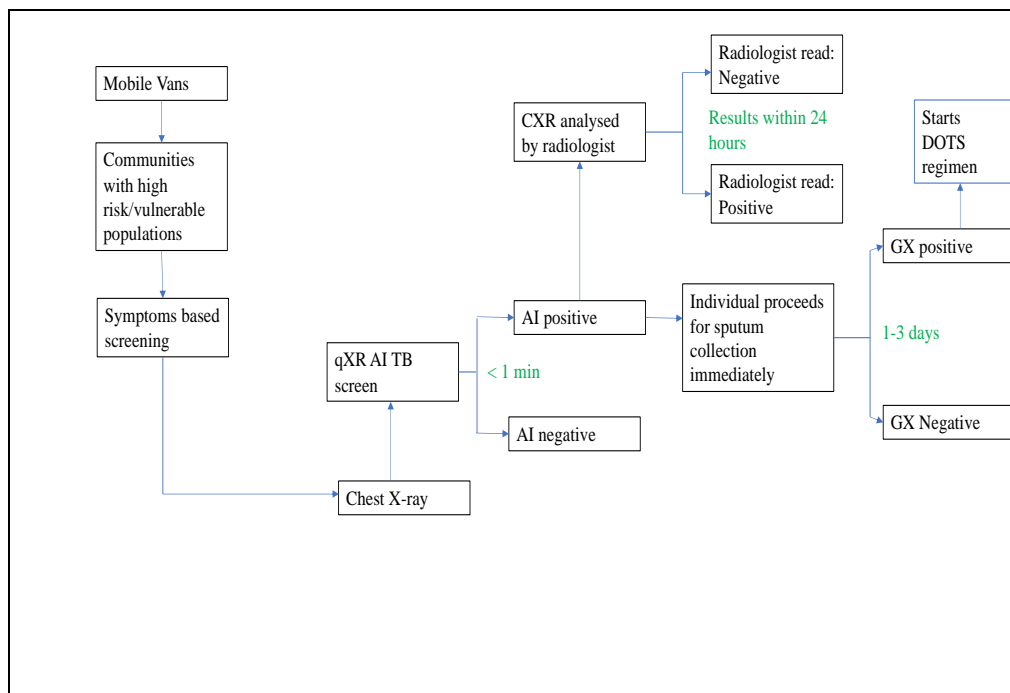 Mobile Vans
Communities
with high
risk/vulnerable
populations
Symptoms based
screening
Chest X-ray
qXR AI TB
screen
< 1 min
AI positive
AI negative
CXR analysed
by radiologist
Radiologist read:
Negative
Results within 24
hours
Radiologist read:
Positive
Individual proceeds
for sputum
collection
immediately
1-3 days
GX positive
GX Negative
Starts
DOTS
regimen